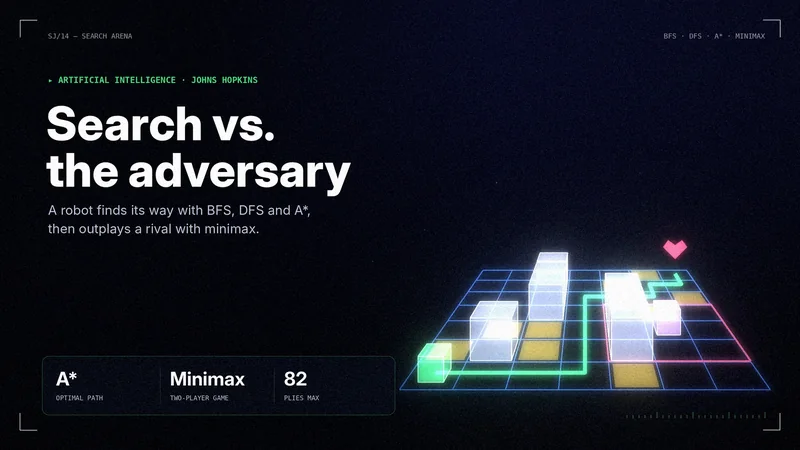 SJ/14 — SEARCH ARENA
BFS · DFS · A* · MINIMAX
▸ ARTIFICIAL INTELLIGENCE · JOHNS HOPKINS
Search vs.
the adversary
A robot finds its way with BFS, DFS and A*,
then outplays a rival with minimax.
A*
OPTIMAL PATH
Minimax
TWO-PLAYER GAME
82
PLIES MAX